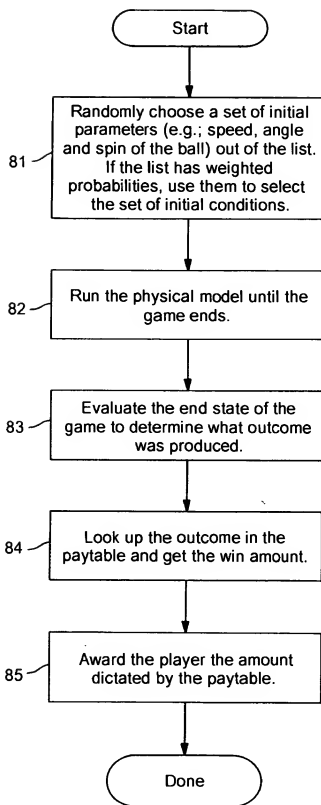 Start
Randomly choose a set of initial
parameters (e.g.; speed, angle
and spin of the ball) out of the list.
If the list has weighted
probabilities, use them to select
the set of initial conditions.
81
Run the physical model until the
game ends.
82
Evaluate the end state of the
game to determine what outcome
was produced.
83
Look up the outcome in the
paytable and get the win amount.
84
Award the player the amount
dictated by the paytable.
85
Done